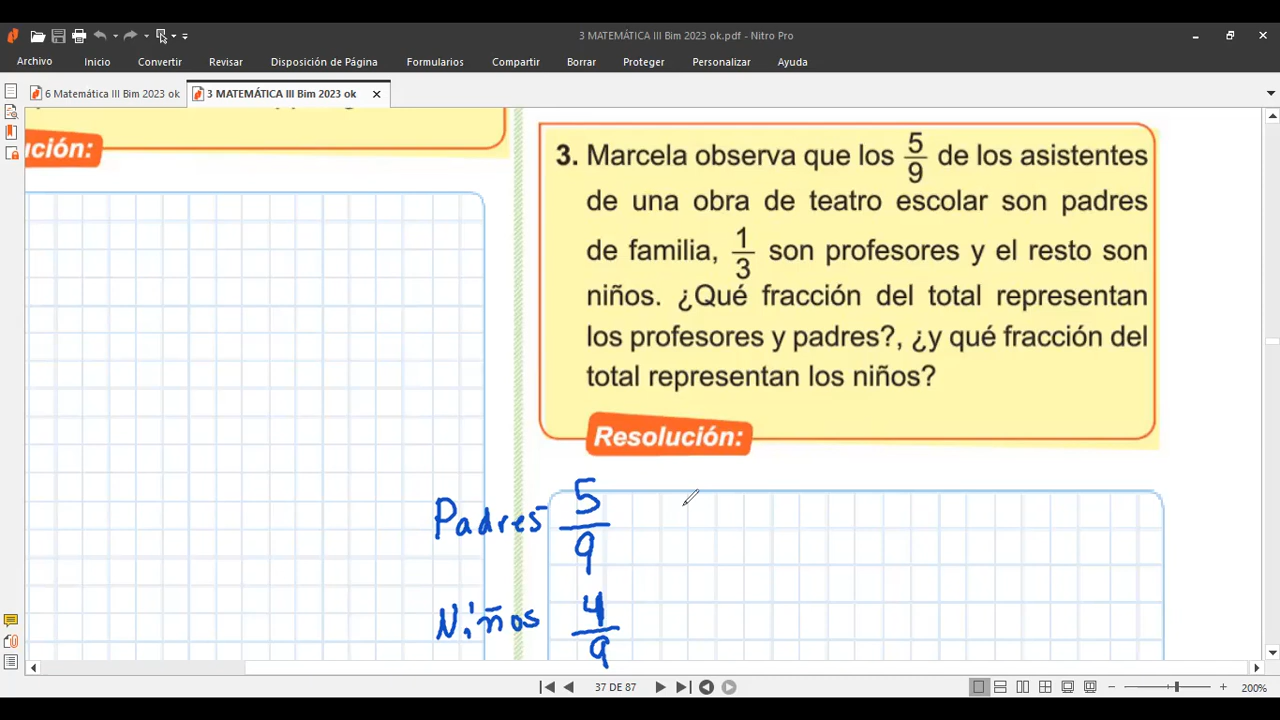 3 MATEMÁTICA III Bim 2023 ok.pdf - Nitro Pro
Archivo Inicio Convertir Revisar Disposición de Página Formularios Compartir Borrar Proteger Personalizar Ayuda
6 Matemática III Bim 2023 ok 3 MATEMÁTICA III Bim 2023 ok
ución:
3. Marcela observa que los 5/9 de los asistentes
de una obra de teatro escolar son padres
de familia, 1/3 son profesores y el resto son
niños. ¿Qué fracción del total representan
los profesores y padres?, ¿y qué fracción del
total representan los niños?
Resolución:
Padres 5/9
Niños 4/9
37 DE 87
200%